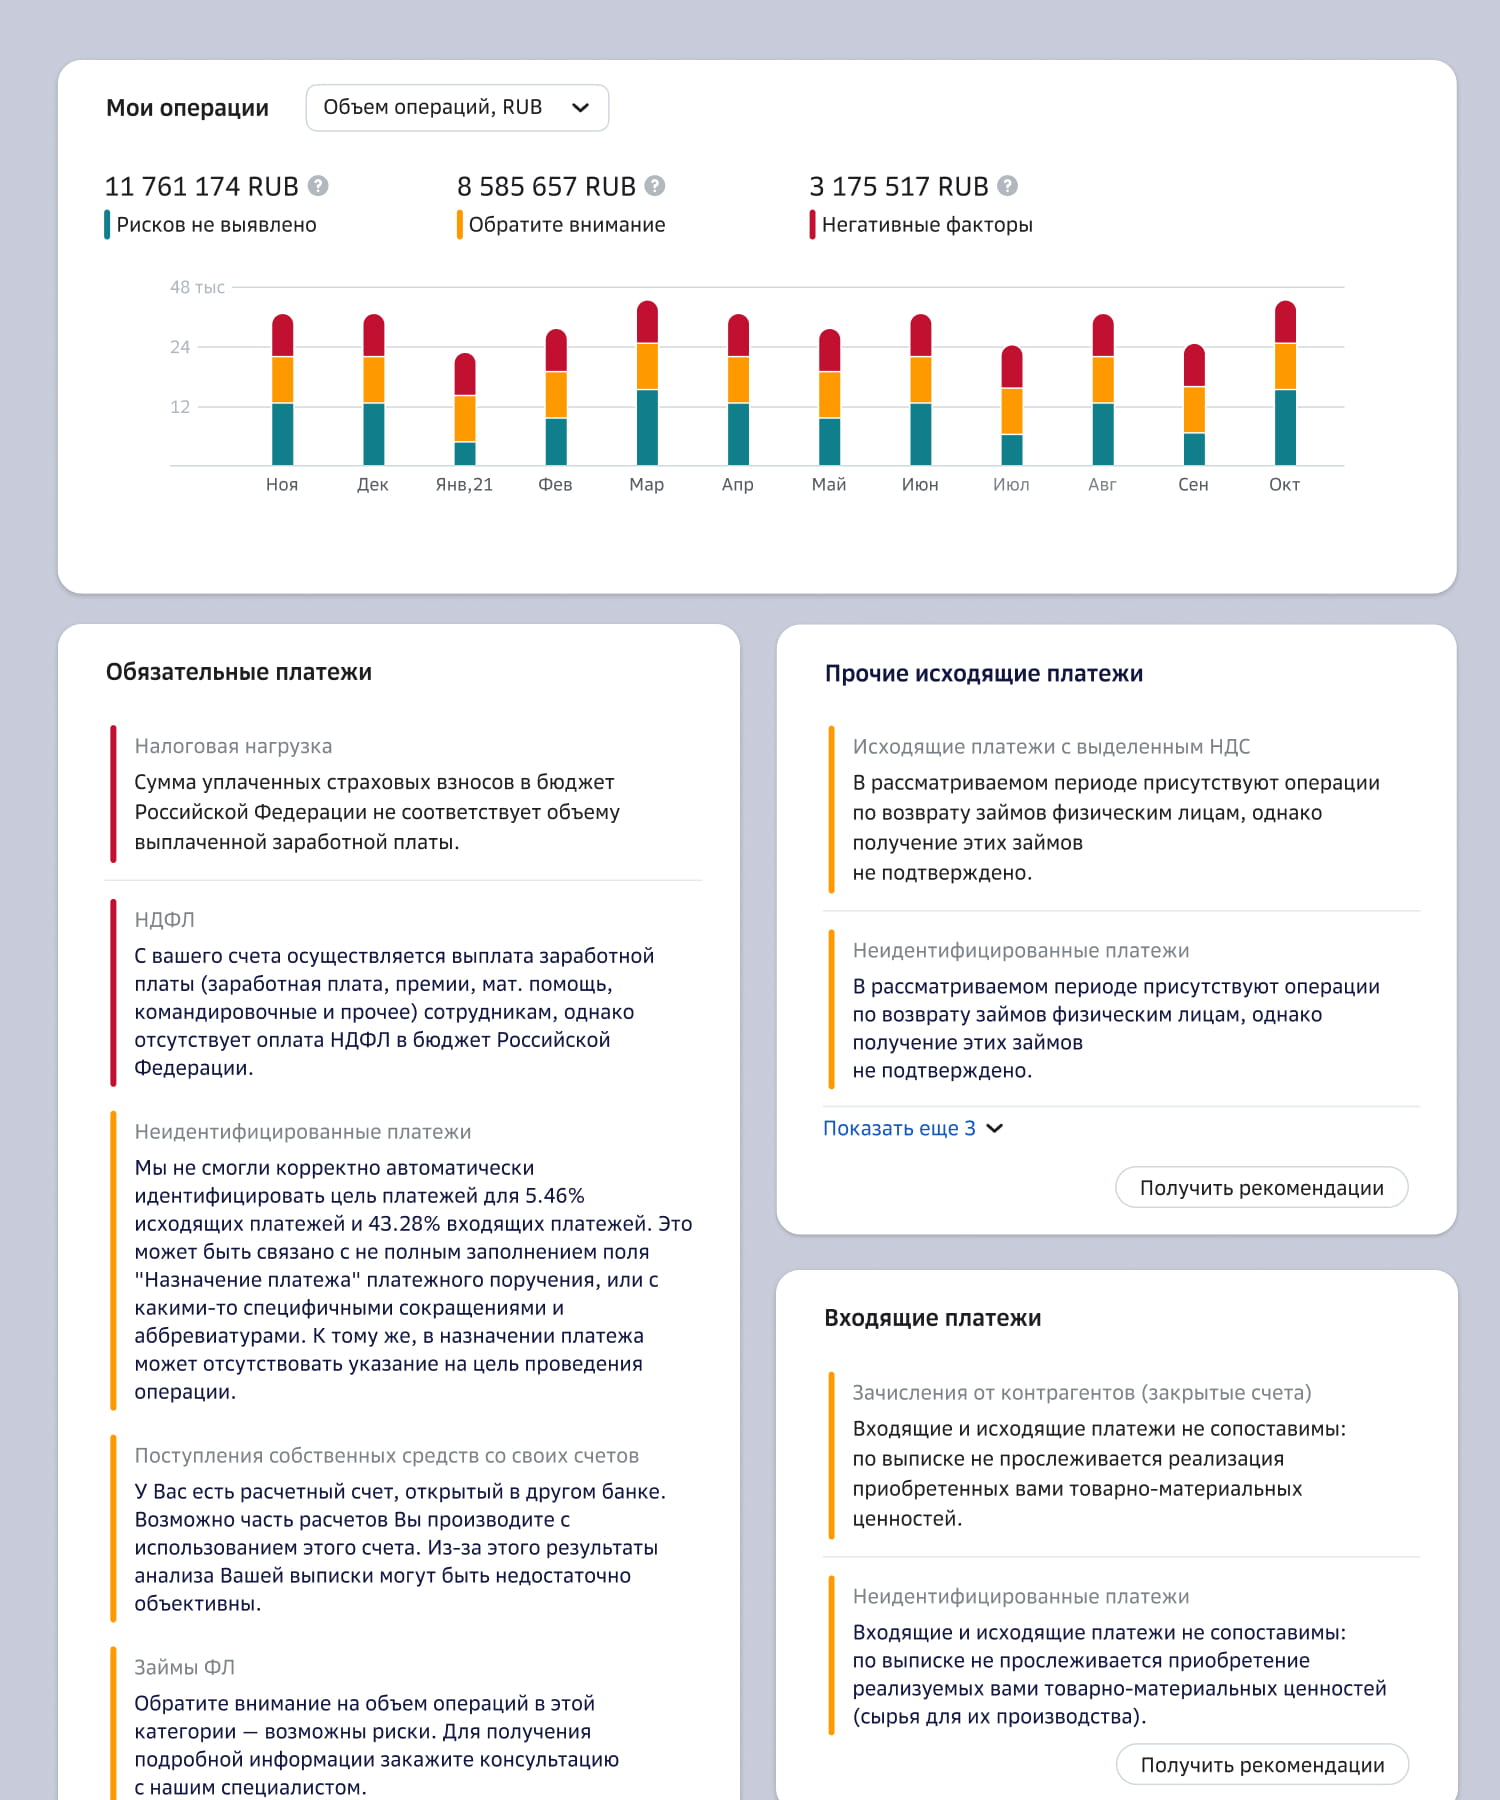 Мои операции
Объем операций, RUB
11 761 174 RUB ?
8 585 657 RUB ?
3 175 517 RUB ?
Рисков не выявлено
Обратите внимание
Негативные факторы
48 тыс
24
12
Ноя Дек Янв,21 Фев Мар Апр Май Июн Июл Авг Сен Окт
Обязательные платежи
Налоговая нагрузка
Сумма уплаченных страховых взносов в бюджет
Российской Федерации не соответствует объему
выплаченной заработной платы.
НДФЛ
С вашего счета осуществляется выплата заработной
платы (заработная плата, премии, мат. помощь,
командировочные и прочее) сотрудникам, однако
отсутствует оплата НДФЛ в бюджет Российской
Федерации.
Неидентифицированные платежи
Мы не смогли корректно автоматически
идентифицировать цель платежей для 5.46%
исходящих платежей и 43.28% входящих платежей. Это
может быть связано с не полным заполнением поля
"Назначение платежа" платежного поручения, или с
какими-то специфичными сокращениями и
аббревиатурами. К тому же, в назначении платежа
может отсутствовать указание на цель проведения
операции.
Поступления собственных средств со своих счетов
У Вас есть расчетный счет, открытый в другом банке.
Возможно часть расчетов Вы производите с
использованием этого счета. Из-за этого результаты
анализа Вашей выписки могут быть недостаточно
объективны.
Займы ФЛ
Обратите внимание на объем операций в этой
категории — возможны риски. Для получения
подробной информации закажите консультацию
с нашим специалистом.
Прочие исходящие платежи
Исходящие платежи с выделенным НДС
В рассматриваемом периоде присутствуют операции
по возврату займов физическим лицам, однако
получение этих займов
не подтверждено.
Неидентифицированные платежи
В рассматриваемом периоде присутствуют операции
по возврату займов физическим лицам, однако
получение этих займов
не подтверждено.
Показать еще 3
Получить рекомендации
Входящие платежи
Зачисления от контрагентов (закрытые счета)
Входящие и исходящие платежи не сопоставимы:
по выписке не прослеживается реализация
приобретенных вами товарно-материальных
ценностей.
Неидентифицированные платежи
Входящие и исходящие платежи не сопоставимы:
по выписке не прослеживается приобретение
реализуемых вами товарно-материальных ценностей
(сырья для их производства).
Получить рекомендации